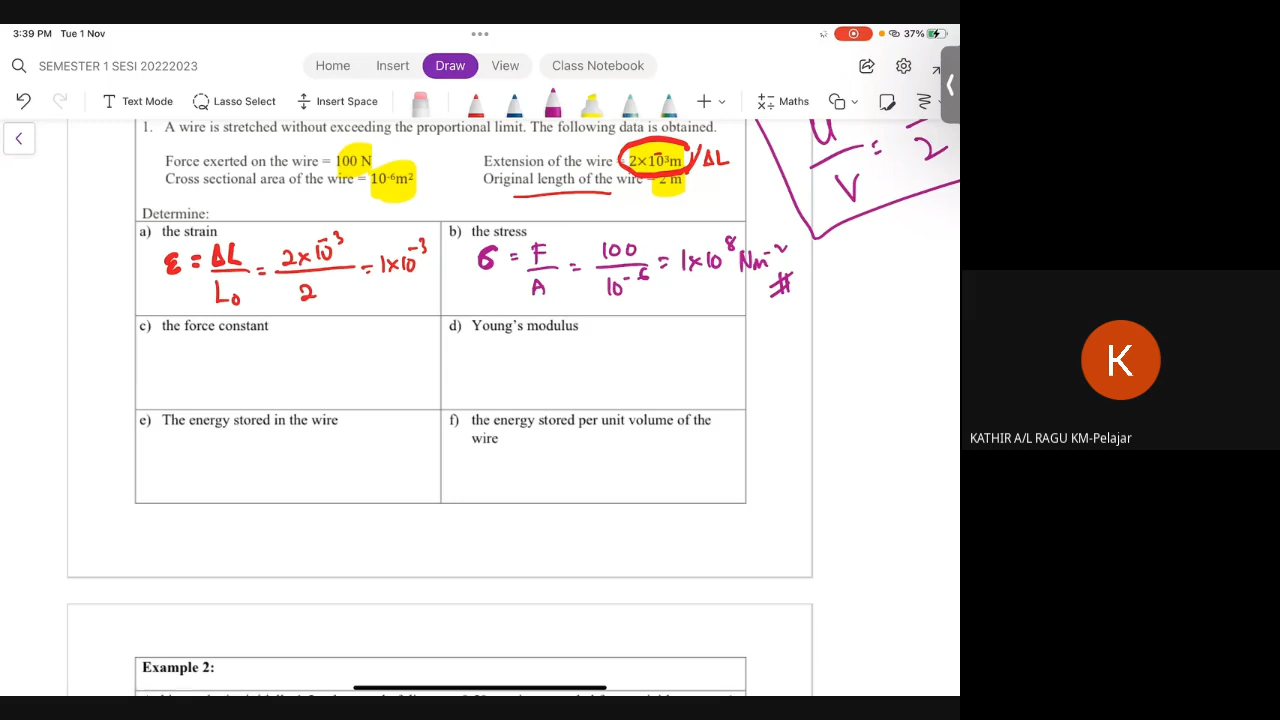 3:39 PM Tue 1 Nov
37%
SEMESTER 1 SESI 20222023
Home Insert Draw View Class Notebook
Text Mode Lasso Select Insert Space Maths
1. A wire is stretched without exceeding the proportional limit. The following data is obtained.
Force exerted on the wire = 100 N
Extension of the wire = 2×10⁻³m ΔL
Cross sectional area of the wire = 10⁻⁶m²
Original length of the wire = 2 m
U/V = /2
Determine:
a) the strain
ε = ΔL/L₀ = 2×10⁻³/2 = 1×10⁻³
b) the stress
σ = F/A = 100/10⁻⁶ = 1×10⁸ Nm⁻² #
c) the force constant
d) Young's modulus
e) The energy stored in the wire
f) the energy stored per unit volume of the
wire
Example 2:
K
KATHIR A/L RAGU KM-Pelajar